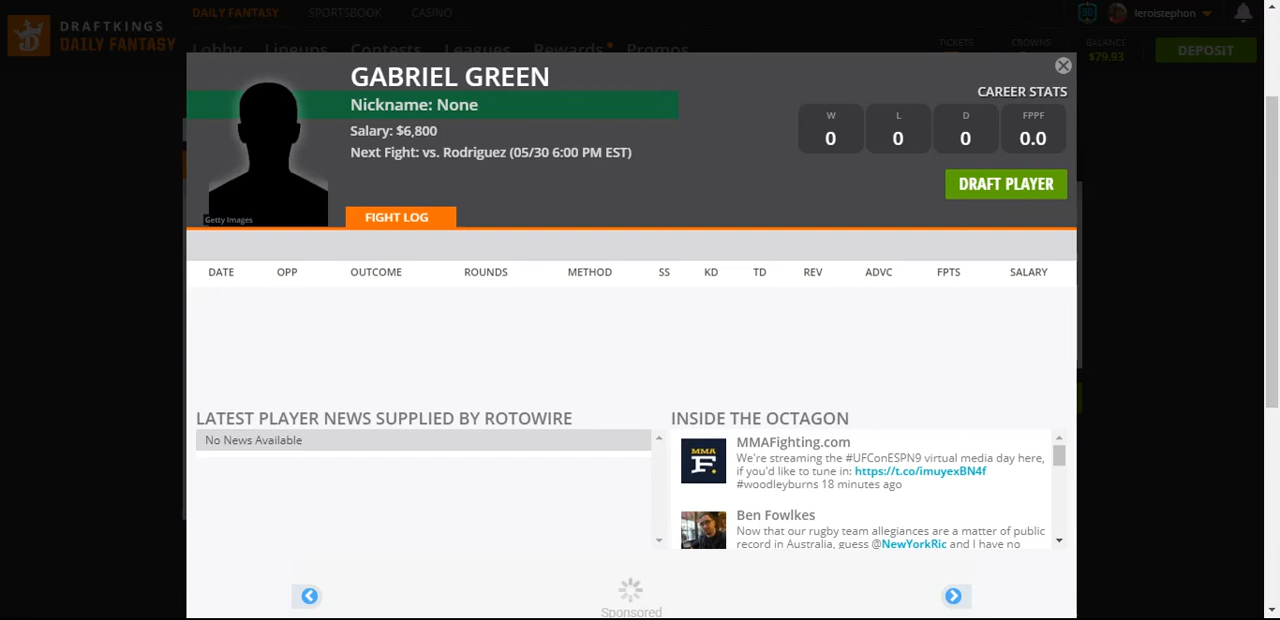 DRAFTKINGS
DAILY FANTASY
DAILY FANTASY SPORTSBOOK CASINO
Lobby Lineups Contests Leagues Rewards Promos
leroistephon
TICKETS CROWNS BALANCE
$79.93
DEPOSIT
GABRIEL GREEN
Nickname: None
Salary: $6,800
Next Fight: vs. Rodriguez (05/30 6:00 PM EST)
Getty Images
CAREER STATS
W L D FPPF
0 0 0 0.0
DRAFT PLAYER
FIGHT LOG
DATE OPP OUTCOME ROUNDS METHOD SS KD TD REV ADVC FPTS SALARY
LATEST PLAYER NEWS SUPPLIED BY ROTOWIRE
No News Available
INSIDE THE OCTAGON
MMA
F.
MMAFighting.com
We're streaming the #UFConESPN9 virtual media day here,
if you'd like to tune in: https://t.co/imuyexBN4f
#woodleyburns 18 minutes ago
Ben Fowlkes
Now that our rugby team allegiances are a matter of public
record in Australia, guess @NewYorkRic and I have no
Sponsored